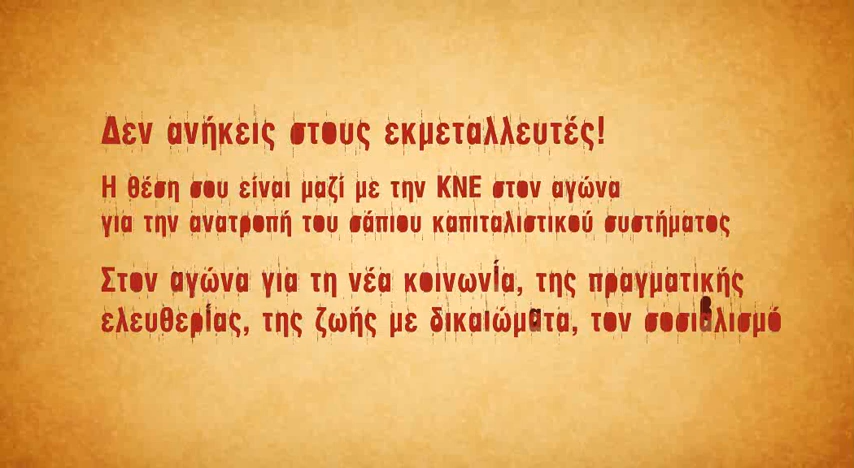 Δεν ανήκεις στους εκμεταλλευτές!
Η θέση σου είναι μαζί με την ΚΝΕ στον αγώνα
για την ανατροπή του σάπιου καπιταλιστικού συστήματος
Στον αγώνα για τη νέα κοινωνία, της πραγματικής
ελευθερίας, της ζωής με δικαιώματα, τον σοσιαλισμό